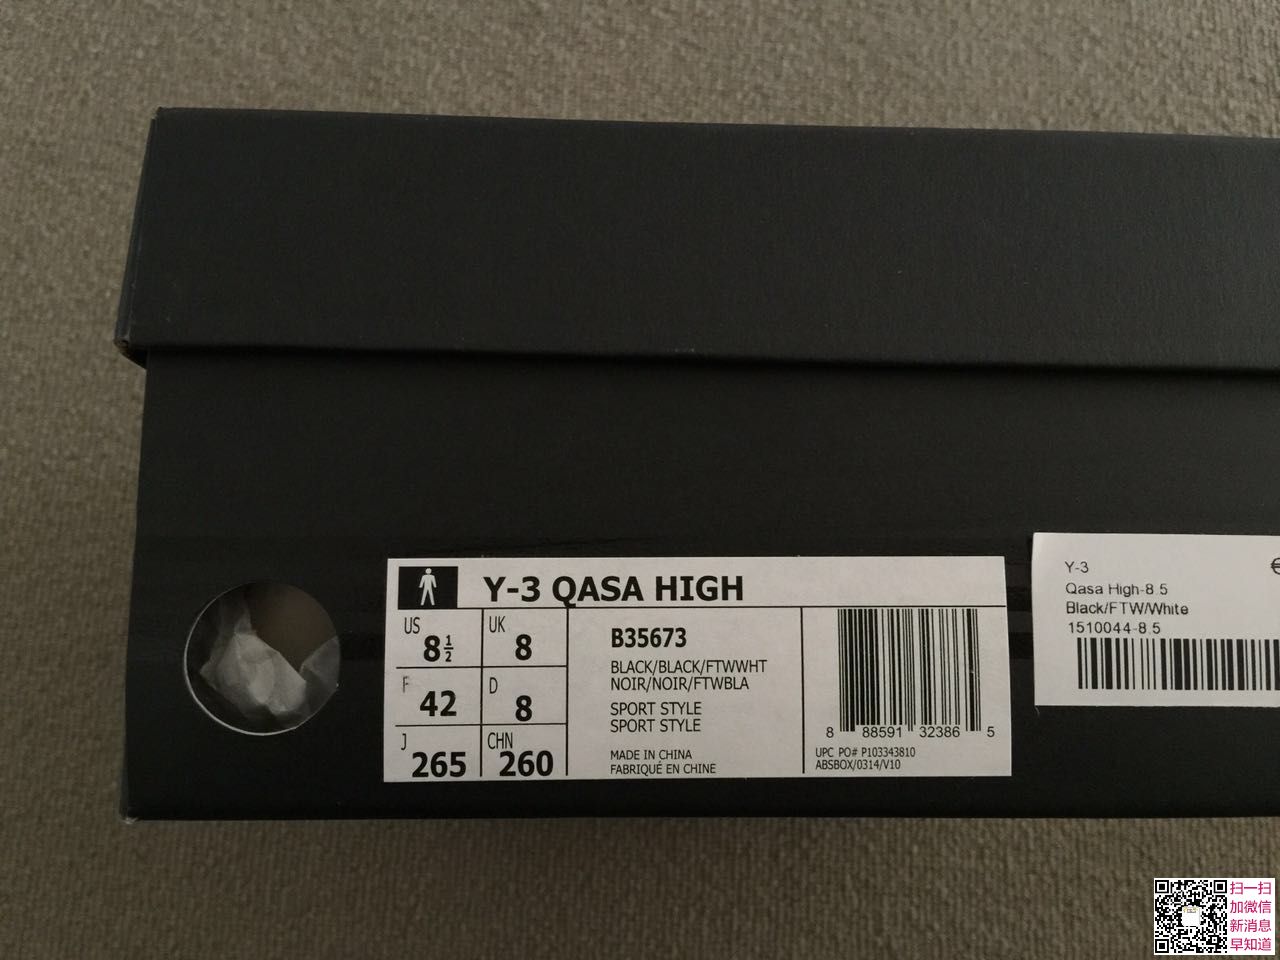 Y-3 QASA HIGH
US
8 1/2
UK
8
F
42
D
8
J
265
CHN
260
B35673
BLACK/BLACK/FTWWHT
NOIR/NOIR/FTWBLA
SPORT STYLE
SPORT STYLE
MADE IN CHINA
FABRIQUÉ EN CHINE
8 88591 32386 5
UPC PO# P103343810
ABSBOX/0314/V10
Y-3
€
Qasa High-8.5
Black/FTW/White
1510044-8.5
扫一扫
加微信
新消息
早知道